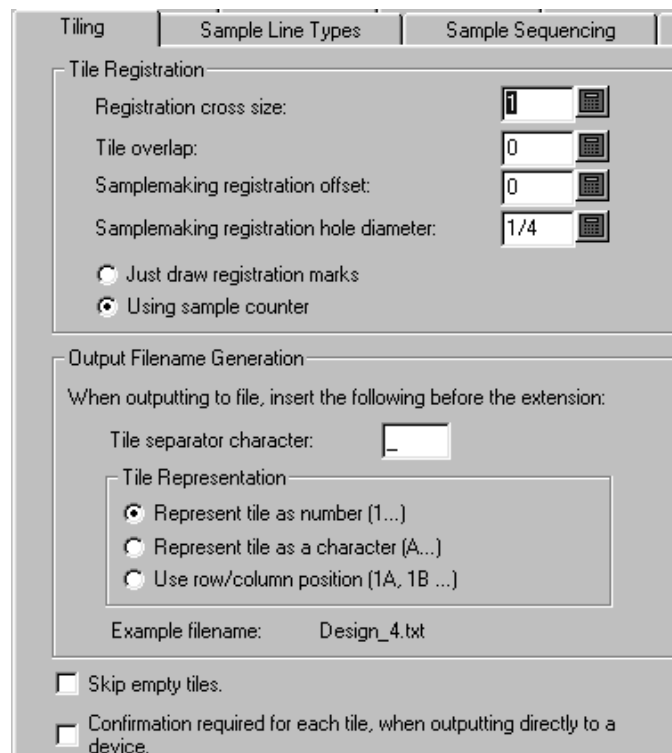 Tiling Sample Line Types Sample Sequencing
Tile Registration
Registration cross size: 1
Tile overlap: 0
Samplemaking registration offset: 0
Samplemaking registration hole diameter: 1/4
Just draw registration marks
Using sample counter
Output Filename Generation
When outputting to file, insert the following before the extension:
Tile separator character: _
Tile Representation
Represent tile as number (1...)
Represent tile as a character (A...)
Use row/column position (1A, 1B ...)
Example filename: Design_4.txt
Skip empty tiles.
Confirmation required for each tile, when outputting directly to a
device.